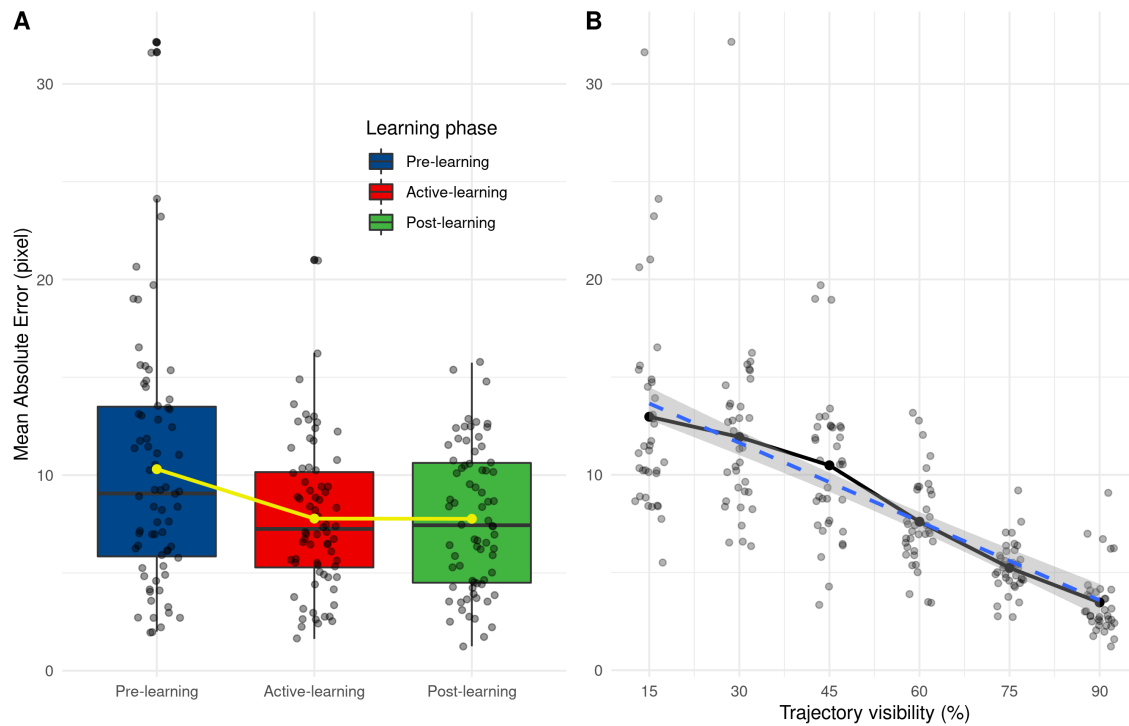 A
Mean Absolute Error (pixel)
30
20
10
0
Learning phase
Pre-learning
Active-learning
Post-learning
Pre-learning Active-learning Post-learning
B
30
20
10
0
15 30 45 60 75 90
Trajectory visibility (%)